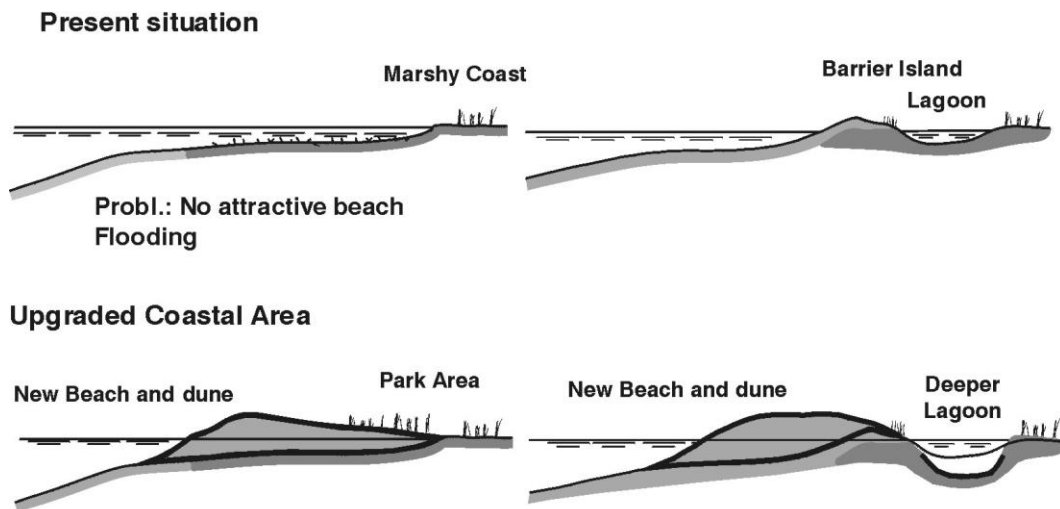 Present situation
Marshy Coast
Barrier Island
Lagoon
Probl.: No attractive beach
Flooding
Upgraded Coastal Area
New Beach and dune
Park Area
New Beach and dune
Deeper
Lagoon